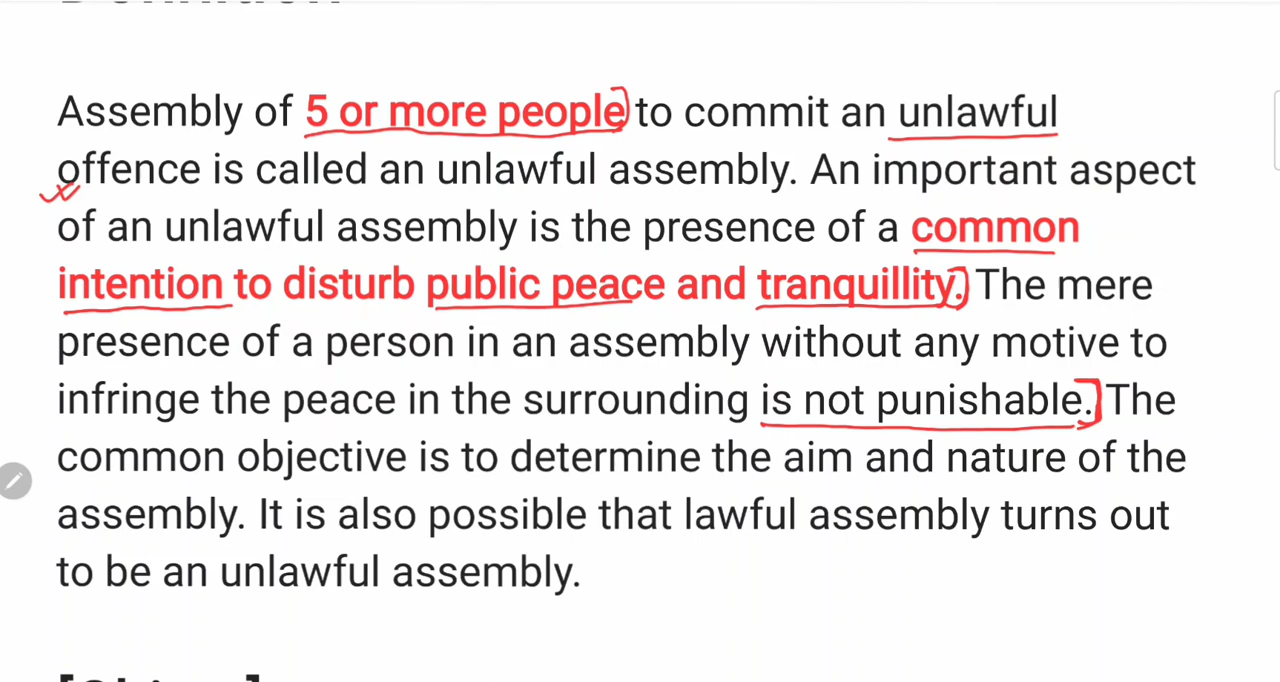 Assembly of 5 or more people to commit an unlawful
offence is called an unlawful assembly. An important aspect
of an unlawful assembly is the presence of a common
intention to disturb public peace and tranquillity. The mere
presence of a person in an assembly without any motive to
infringe the peace in the surrounding is not punishable. The
common objective is to determine the aim and nature of the
assembly. It is also possible that lawful assembly turns out
to be an unlawful assembly.